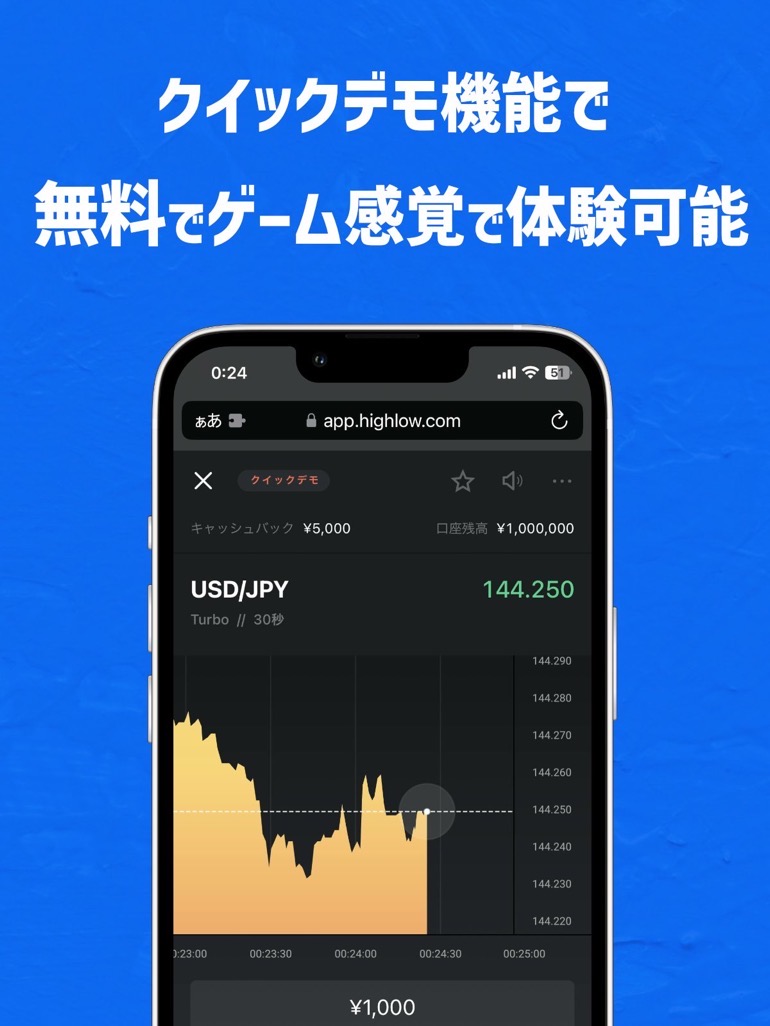 クイックデモ機能で
無料でゲーム感覚で体験可能
0:24
51
ぁあ app.highlow.com
クイックデモ
キャッシュバック ¥5,000 口座残高 ¥1,000,000
USD/JPY 144.250
Turbo // 30秒
144.290
144.280
144.270
144.260
144.250
144.240
144.230
144.220
0:23:00 00:23:30 00:24:00 00:24:30 00:25:00
¥1,000